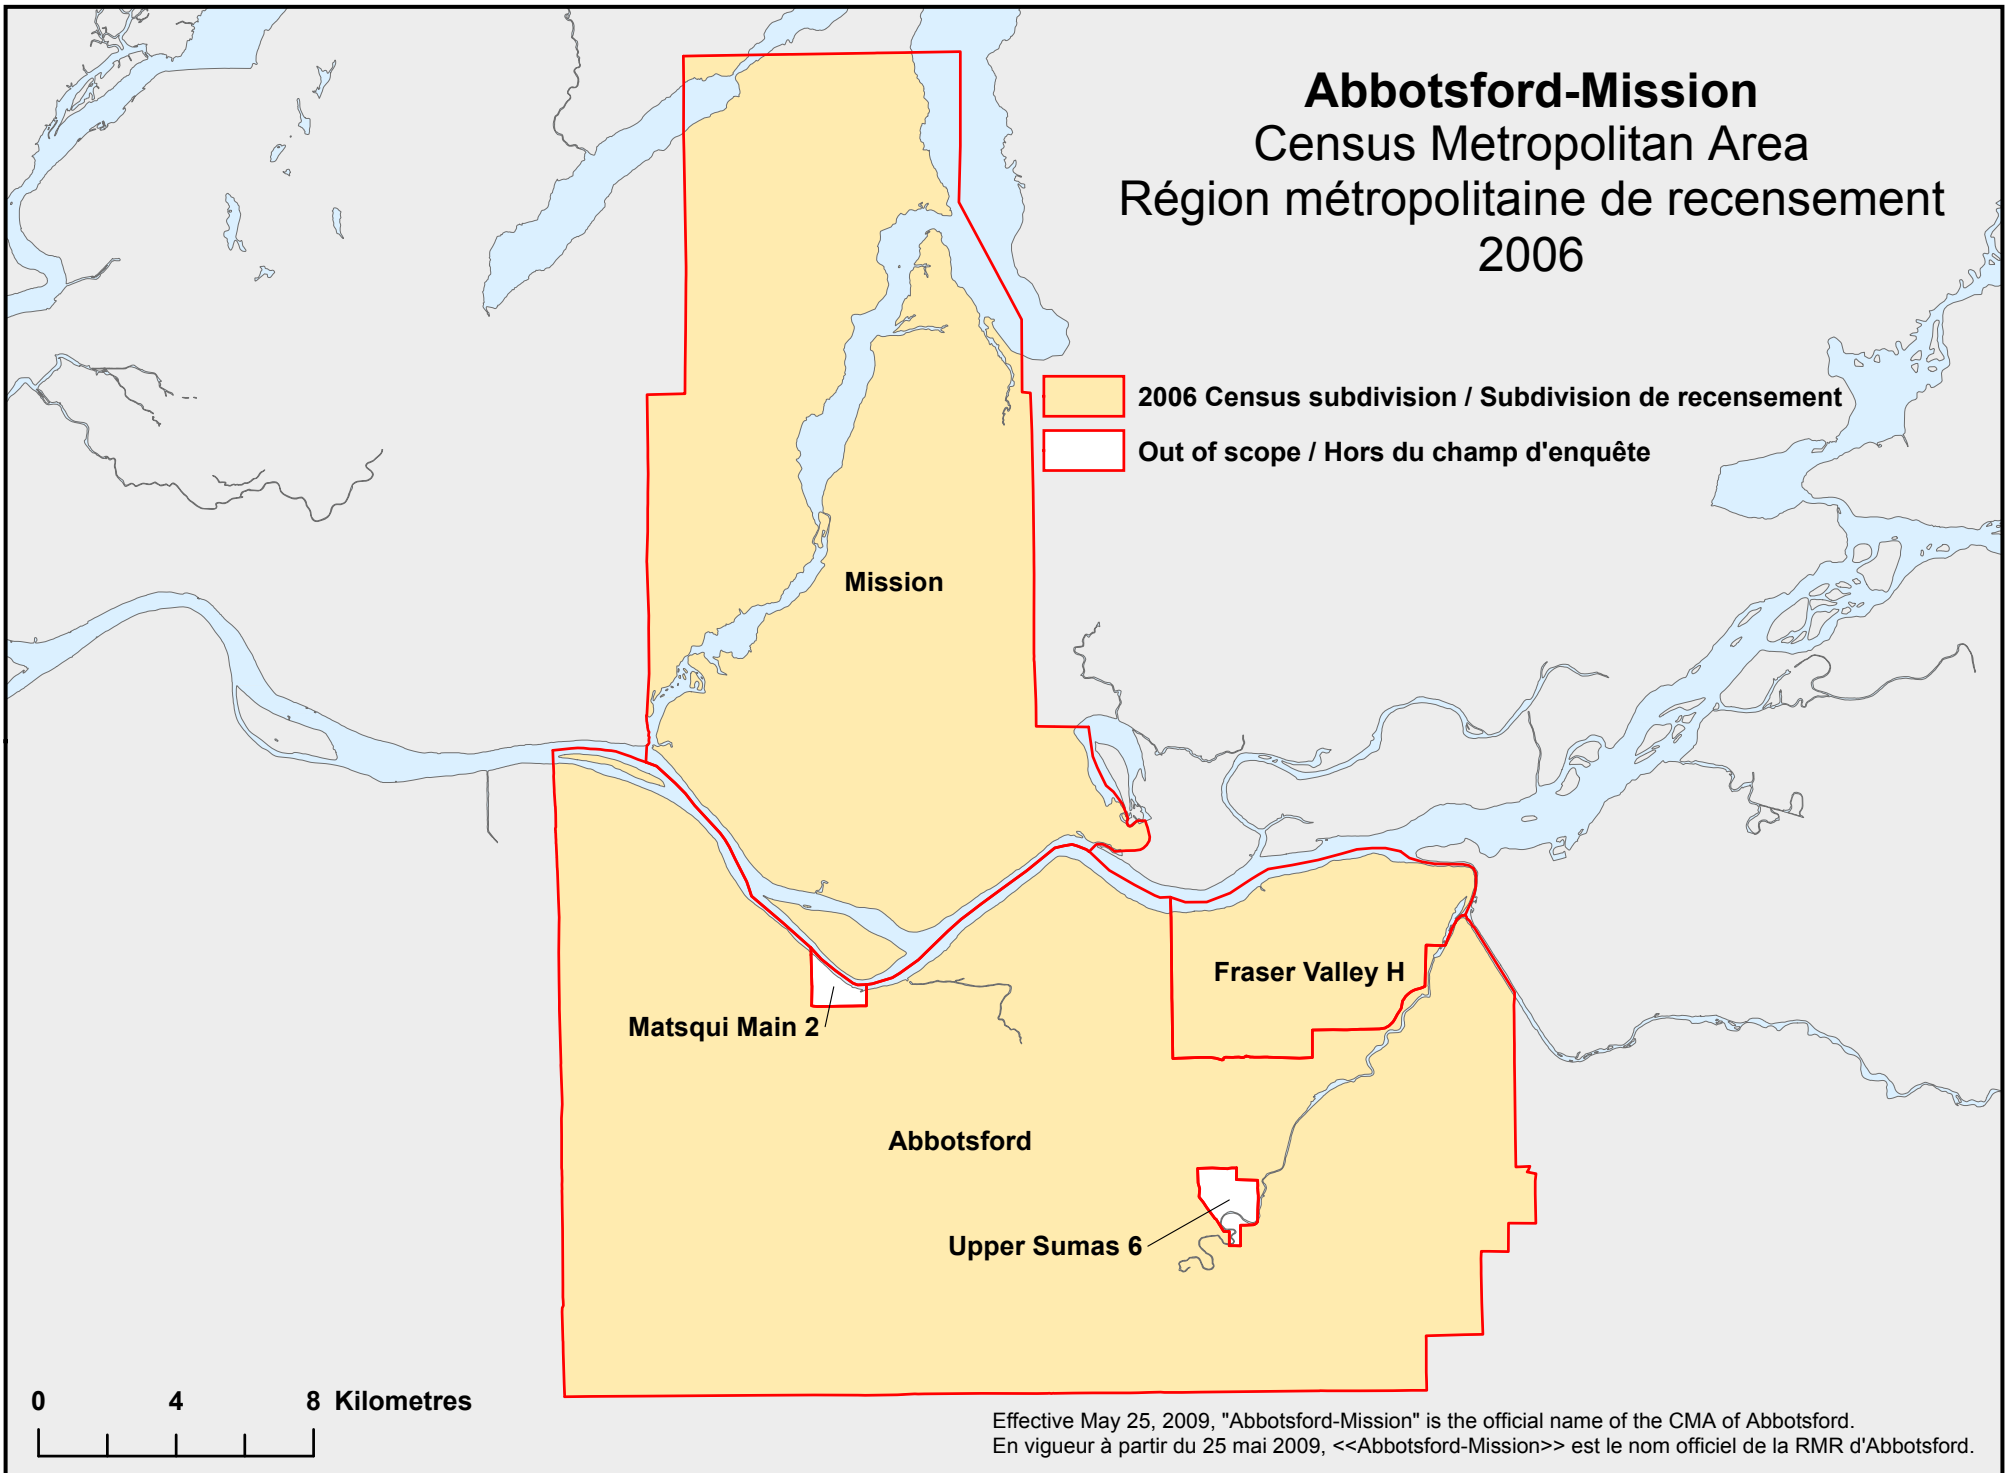 Abbotsford-Mission
Census Metropolitan Area
Région métropolitaine de recensement
2006
2006 Census subdivision / Subdivision de recensement
Out of scope / Hors du champ d'enquête
Mission
Fraser Valley H
Matsqui Main 2
Abbotsford
Upper Sumas 6
0 4 8 Kilometres
Effective May 25, 2009, "Abbotsford-Mission" is the official name of the CMA of Abbotsford.
En vigueur à partir du 25 mai 2009, <<Abbotsford-Mission>> est le nom officiel de la RMR d'Abbotsford.